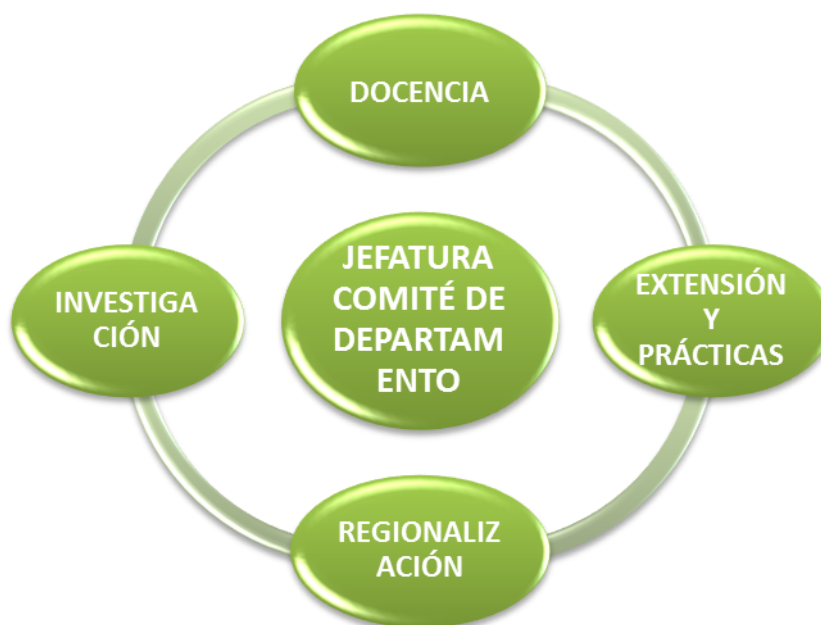 DOCENCIA
JEFATURA
COMITÉ DE
DEPARTAM
ENTO
INVESTIGA
CIÓN
EXTENSIÓN
Y
PRÁCTICAS
REGIONALIZ
ACIÓN